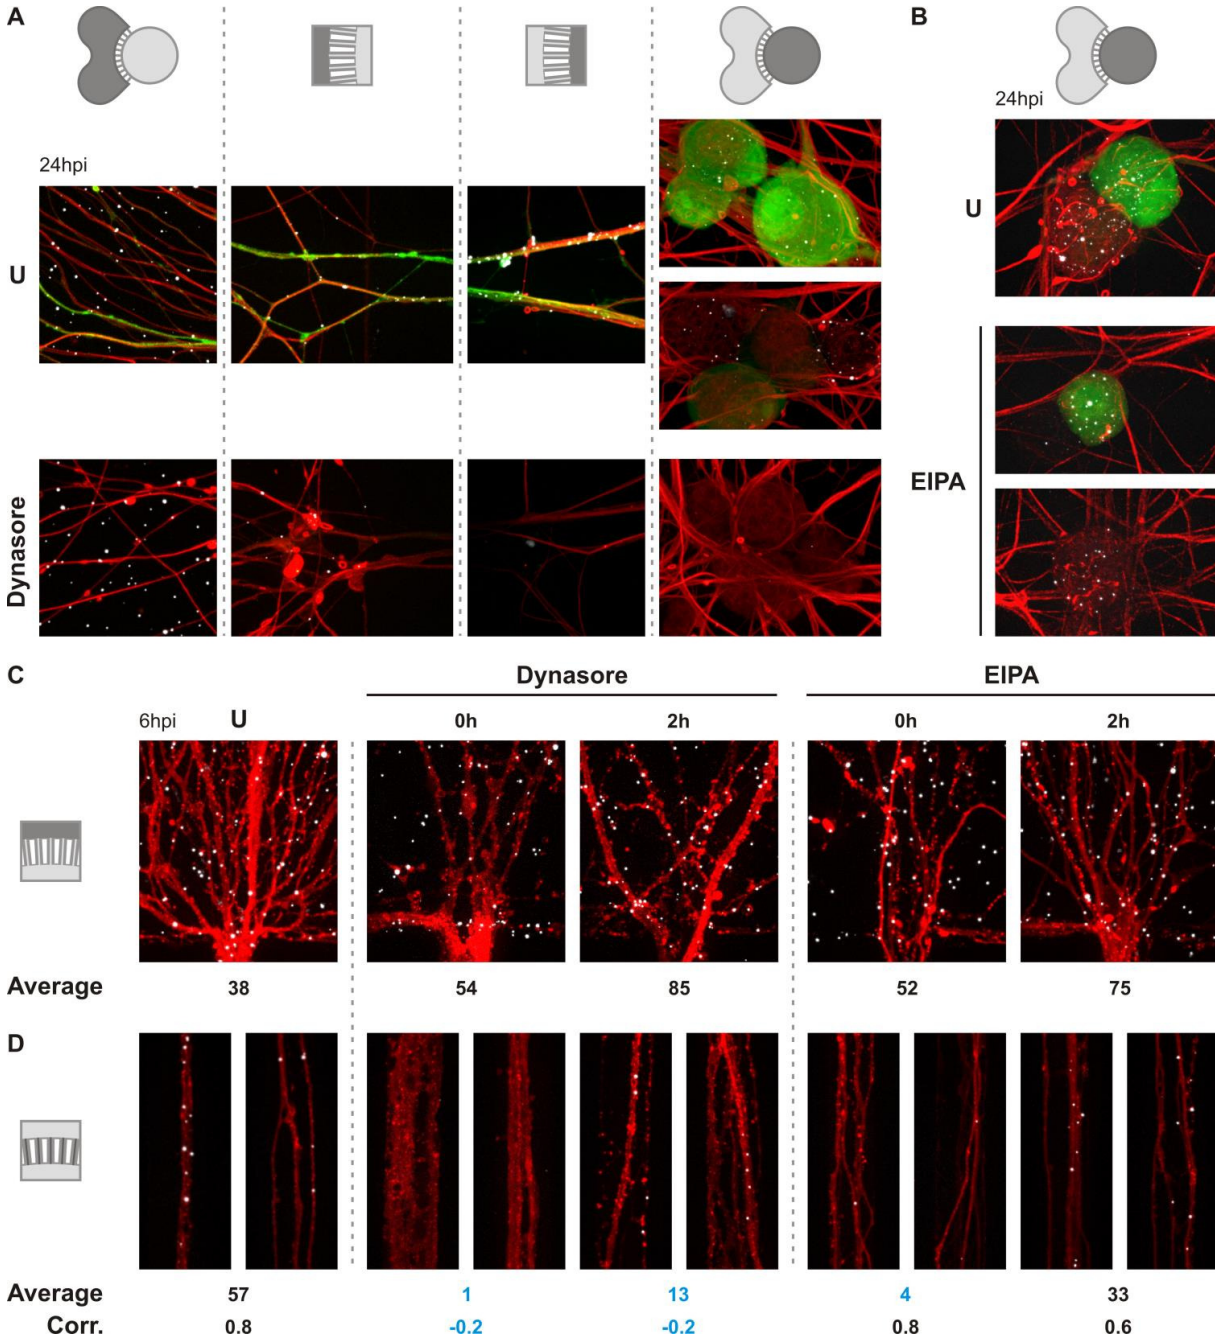 A
B
24hpi
24hpi
U
U
EIPA
Dynasore
C
Dynasore
EIPA
6hpi U 0h 2h 0h 2h
Average 38 54 85 52 75
D
Average 57 1 13 4 33
Corr. 0.8 -0.2 -0.2 0.8 0.6